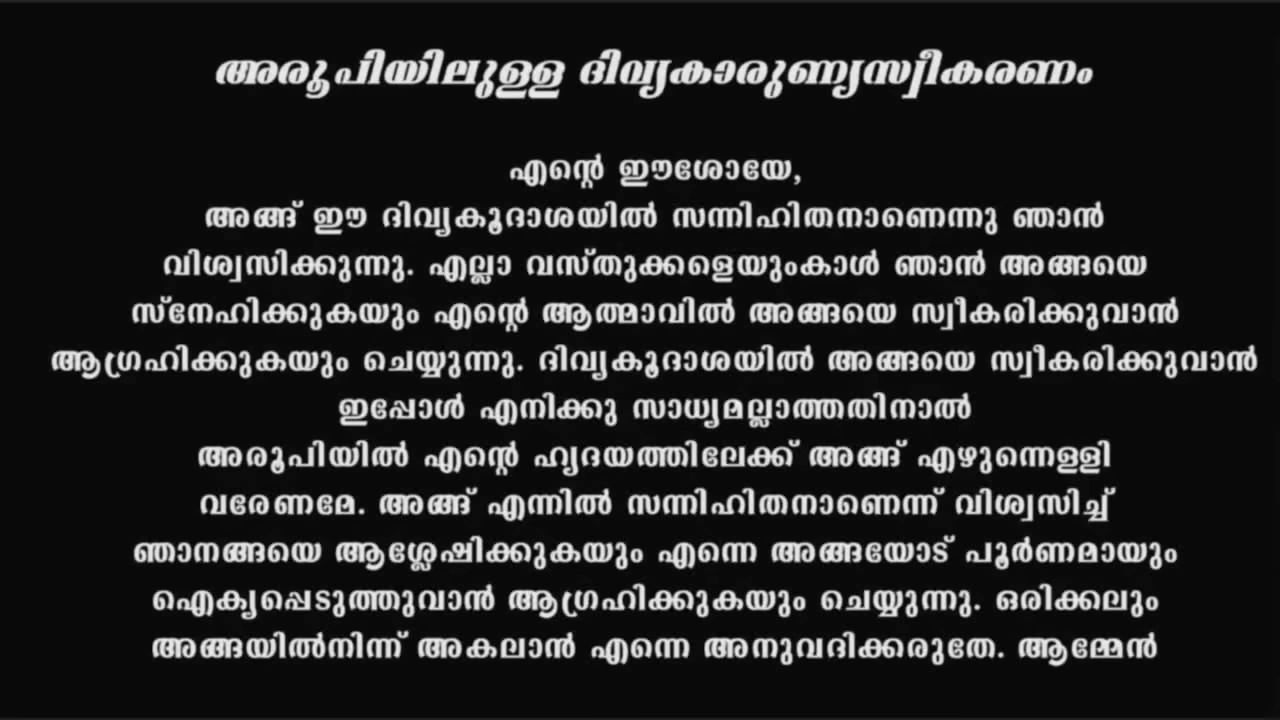 അരൂപിയിലുള്ള ദിവ്യകാരുണ്യസ്വീകരണം
എന്റെ ഈശോയേ,
അങ്ങ് ഈ ദിവ്യകൂദാശയിൽ സന്നിഹിതനാണെന്നു ഞാൻ
വിശ്വസിക്കുന്നു. എല്ലാ വസ്തുക്കളെയുംകാൾ ഞാൻ അങ്ങയെ
സ്നേഹിക്കുകയും എന്റെ ആത്മാവിൽ അങ്ങയെ സ്വീകരിക്കുവാൻ
ആഗ്രഹിക്കുകയും ചെയ്യുന്നു. ദിവ്യകൂദാശയിൽ അങ്ങയെ സ്വീകരിക്കുവാൻ
ഇപ്പോൾ എനിക്കു സാധ്യമല്ലാത്തതിനാൽ
അരൂപിയിൽ എന്റെ ഹൃദയത്തിലേക്ക് അങ്ങ് എഴുന്നെള്ളി
വരേണമേ. അങ്ങ് എന്നിൽ സന്നിഹിതനാണെന്ന് വിശ്വസിച്ച്
ഞാനങ്ങയെ ആശ്ലേഷിക്കുകയും എന്നെ അങ്ങയോട് പൂർണമായും
ഐക്യപ്പെടുത്തുവാൻ ആഗ്രഹിക്കുകയും ചെയ്യുന്നു. ഒരിക്കലും
അങ്ങയിൽനിന്ന് അകലാൻ എന്നെ അനുവദിക്കരുതേ. ആമ്മേൻ